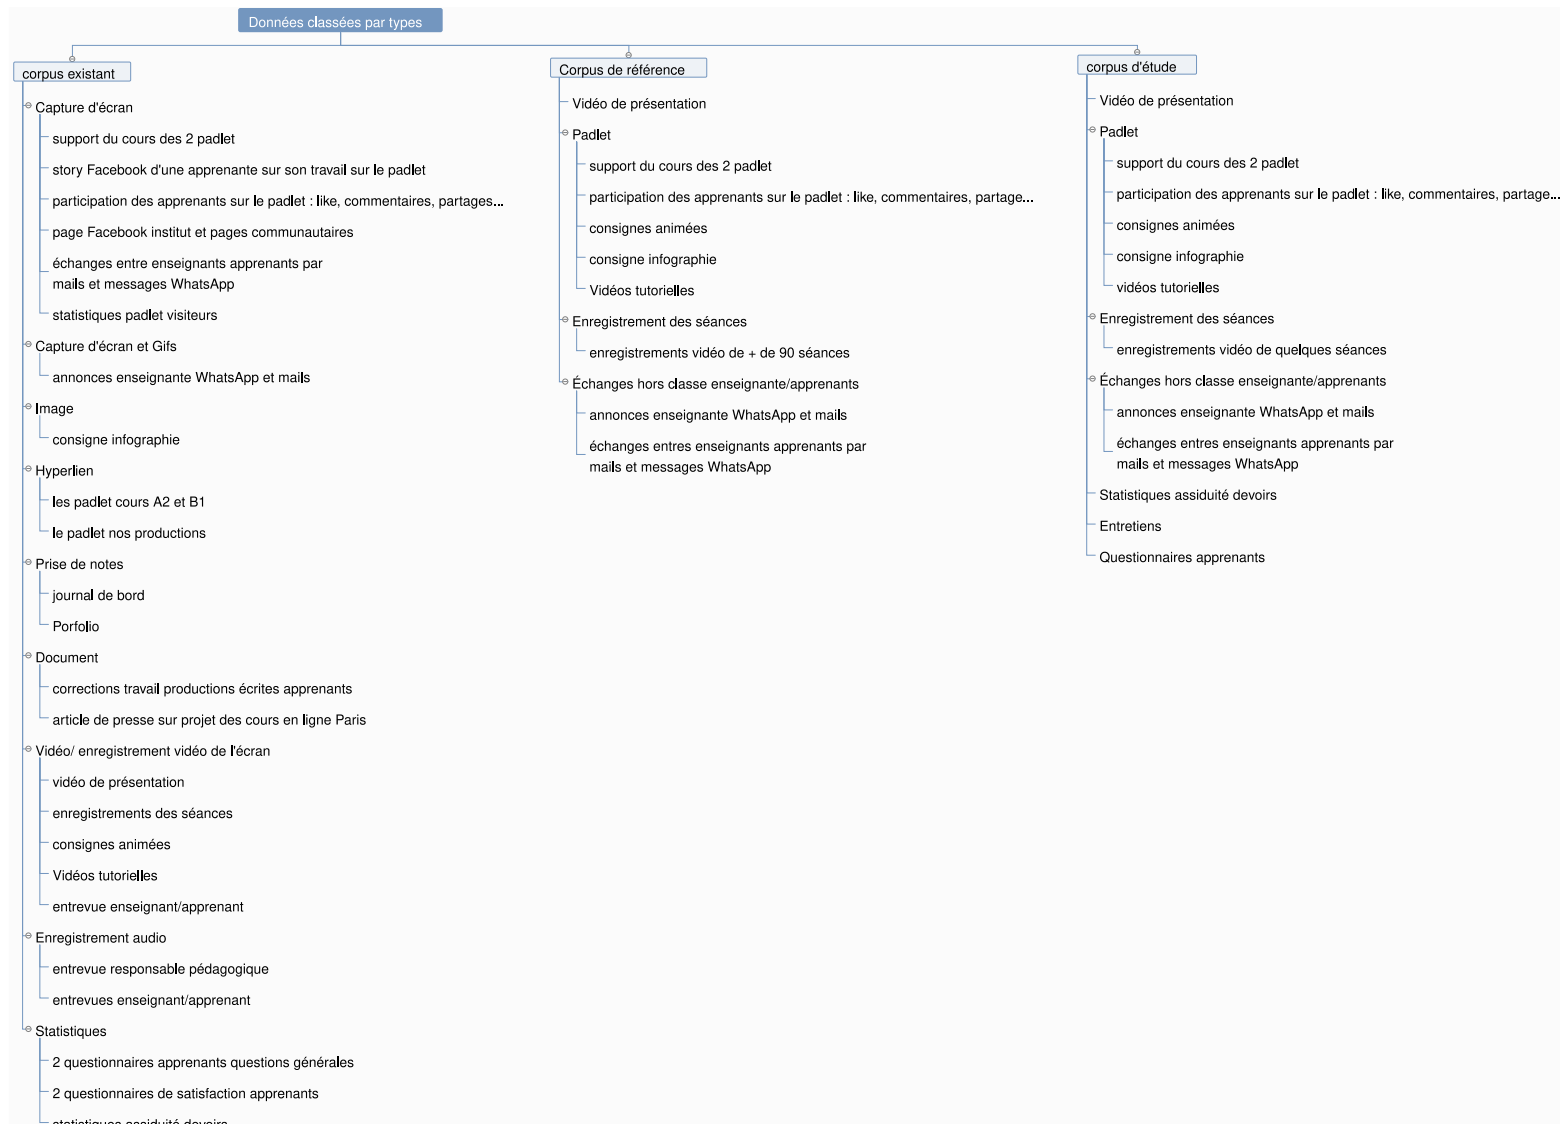 Données classées par types
corpus existant
Capture d'écran
support du cours des 2 padlet
story Facebook d'une apprenante sur son travail sur le padlet
participation des apprenants sur le padlet : like, commentaires, partages...
page Facebook institut et pages communautaires
échanges entre enseignants apprenants par
mails et messages WhatsApp
statistiques padlet visiteurs
Capture d'écran et Gifs
annonces enseignante WhatsApp et mails
Image
consigne infographie
Hyperlien
les padlet cours A2 et B1
le padlet nos productions
Prise de notes
journal de bord
Porfolio
Document
corrections travail productions écrites apprenants
article de presse sur projet des cours en ligne Paris
Vidéo/ enregistrement vidéo de l'écran
vidéo de présentation
enregistrements des séances
consignes animées
Vidéos tutorielles
entrevue enseignant/apprenant
Enregistrement audio
entrevue responsable pédagogique
entrevues enseignant/apprenant
Statistiques
2 questionnaires apprenants questions générales
2 questionnaires de satisfaction apprenants
statistiques assiduité devoirs
Corpus de référence
Vidéo de présentation
Padlet
support du cours des 2 padlet
participation des apprenants sur le padlet : like, commentaires, partage...
consignes animées
consigne infographie
Vidéos tutorielles
Enregistrement des séances
enregistrements vidéo de + de 90 séances
Échanges hors classe enseignante/apprenants
annonces enseignante WhatsApp et mails
échanges entres enseignants apprenants par
mails et messages WhatsApp
corpus d'étude
Vidéo de présentation
Padlet
support du cours des 2 padlet
participation des apprenants sur le padlet : like, commentaires, partage...
consignes animées
consigne infographie
vidéos tutorielles
Enregistrement des séances
enregistrements vidéo de quelques séances
Échanges hors classe enseignante/apprenants
annonces enseignante WhatsApp et mails
échanges entres enseignants apprenants par
mails et messages WhatsApp
Statistiques assiduité devoirs
Entretiens
Questionnaires apprenants